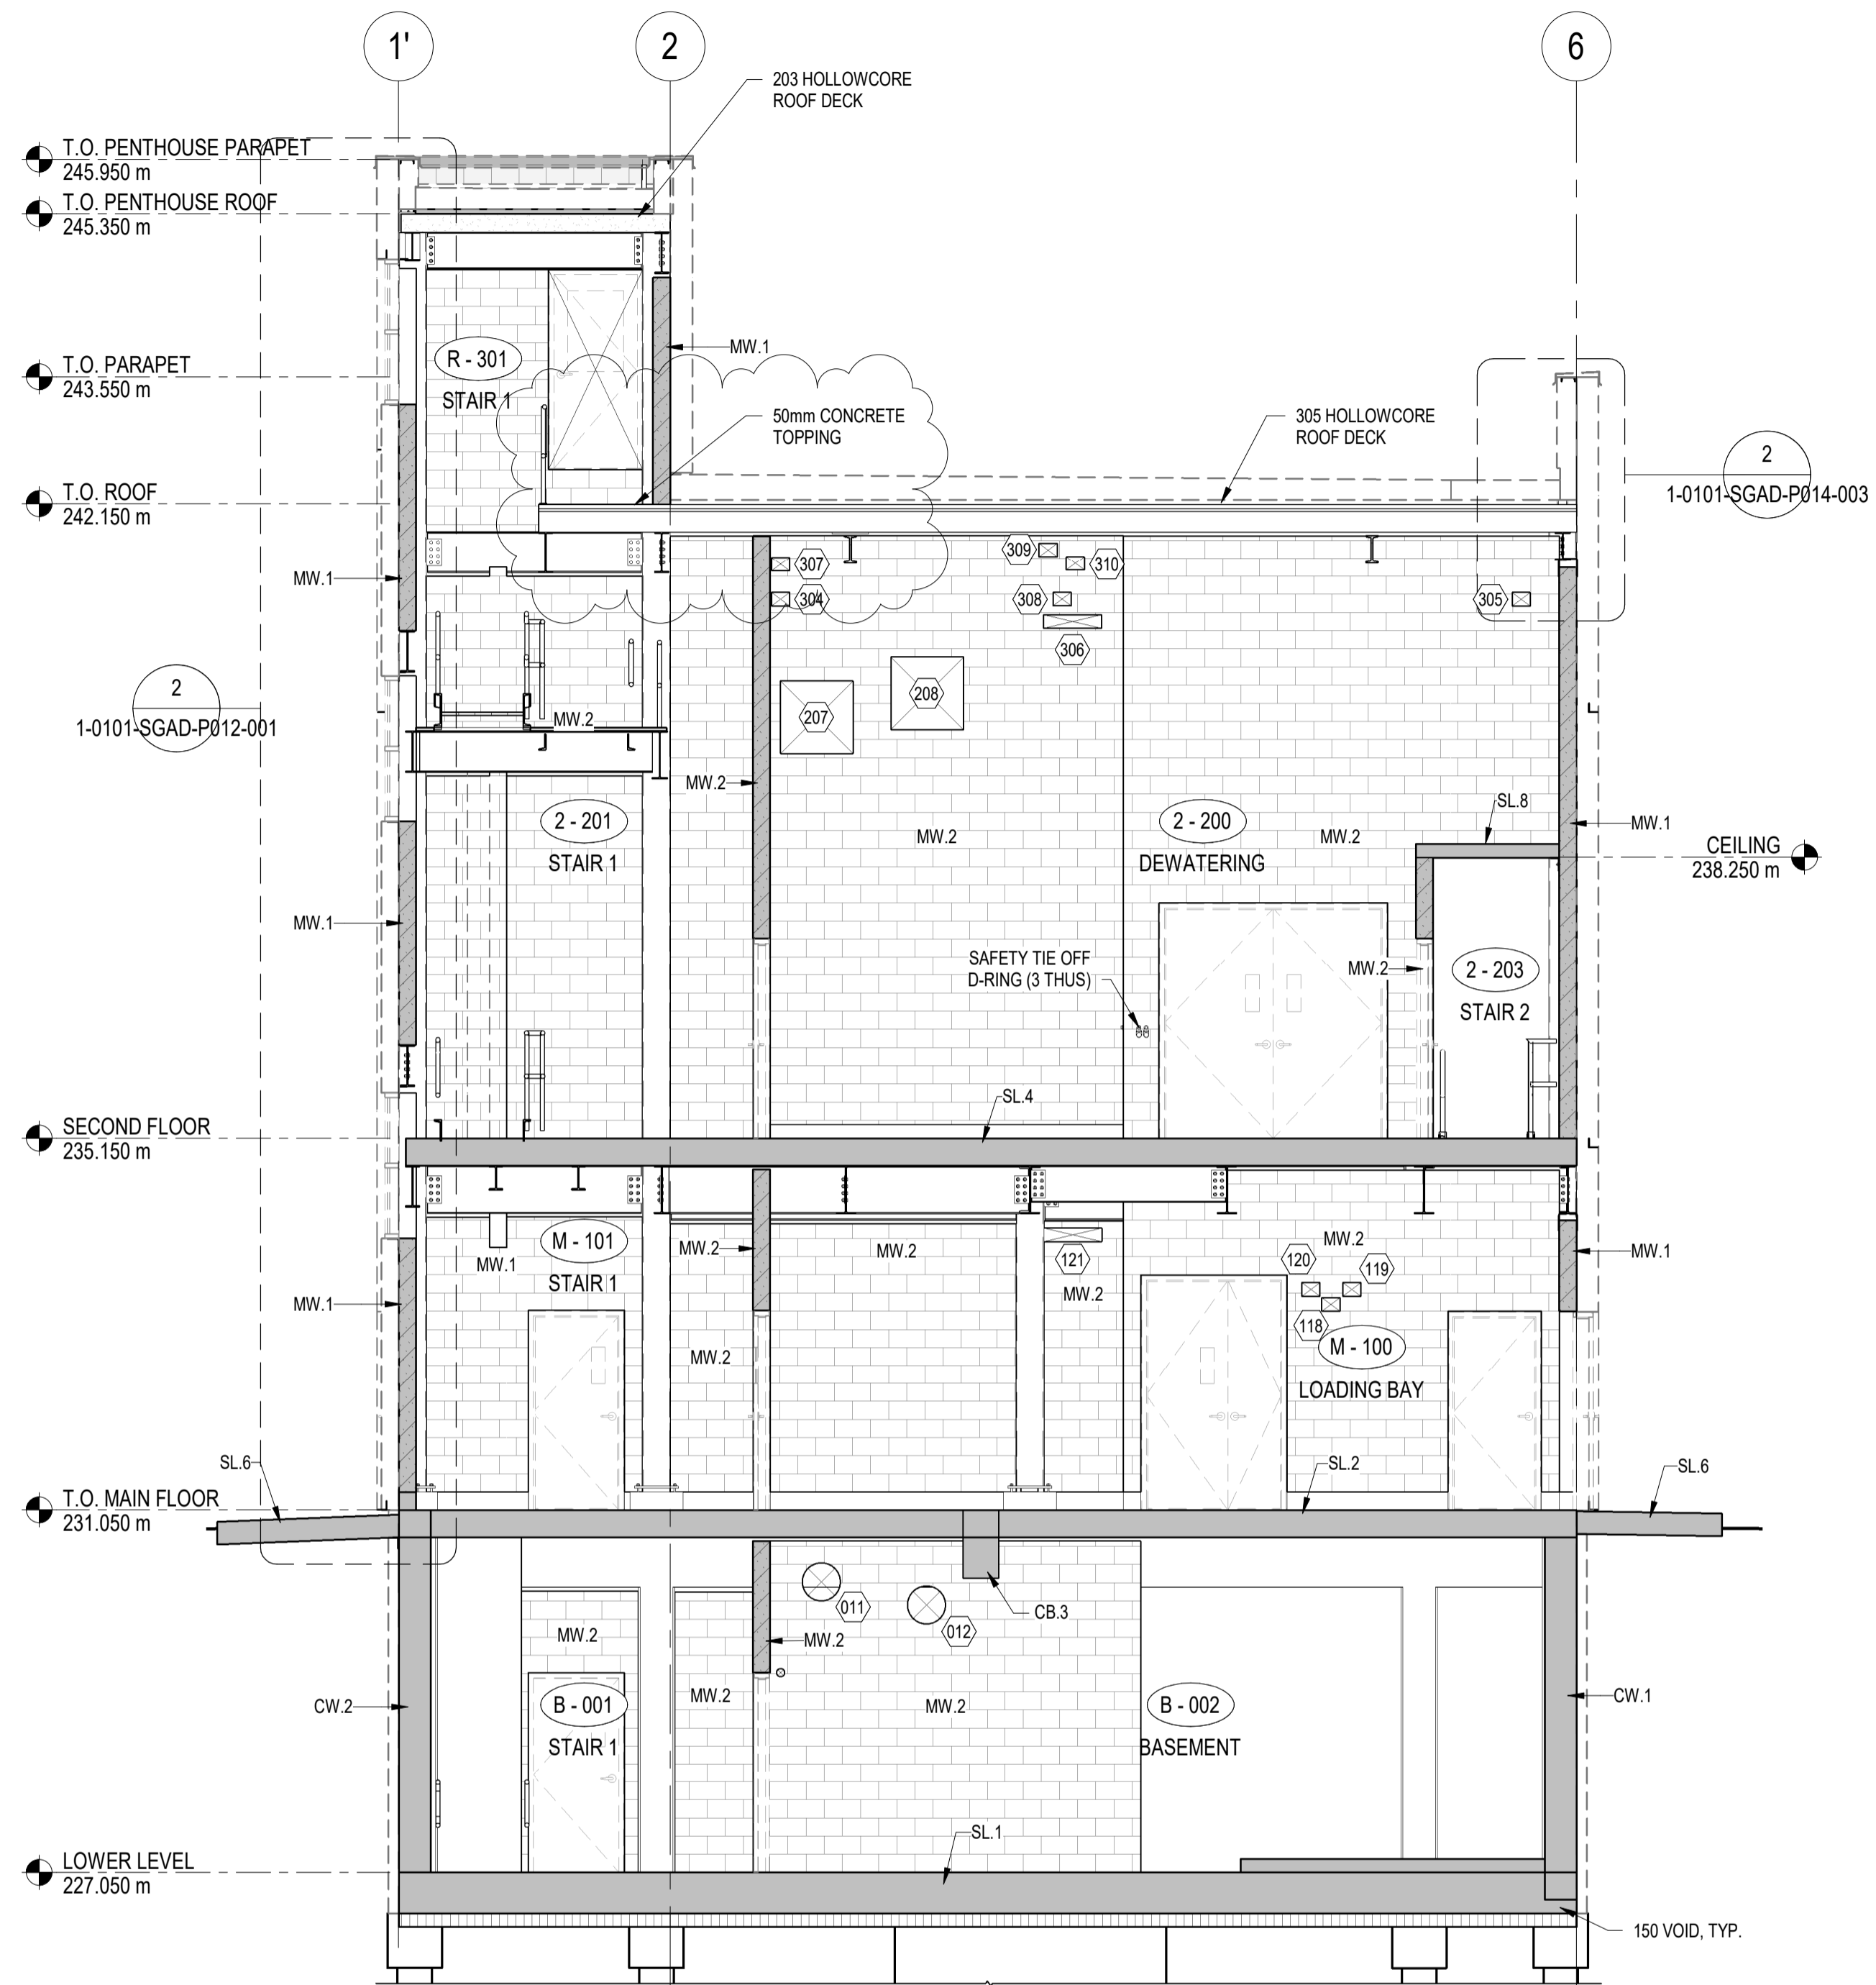 1'
2
6
203 HOLLOWCORE
ROOF DECK
T.O. PENTHOUSE PARAPET
245.950 m
T.O. PENTHOUSE ROOF
245.350 m
R - 301
STAIR 1
MW.1
T.O. PARAPET
243.550 m
50mm CONCRETE
TOPPING
305 HOLLOWCORE
ROOF DECK
2
1-0101-SGAD-P014-003
T.O. ROOF
242.150 m
MW.1
307
309
310
304
308
305
306
2
1-0101-SGAD-P012-001
207
208
MW.2
MW.2
2 - 201
STAIR 1
MW.2
2 - 200
DEWATERING
MW.2
SL.8
MW.1
CEILING
238.250 m
MW.1
SAFETY TIE OFF
D-RING (3 THUS)
MW.2
2 - 203
STAIR 2
SL.4
SECOND FLOOR
235.150 m
M - 101
STAIR 1
MW.1
MW.2
MW.2
121
MW.2
MW.2
120
119
118
MW.1
MW.1
MW.2
M - 100
LOADING BAY
SL.6
SL.2
SL.6
T.O. MAIN FLOOR
231.050 m
011
012
CB.3
MW.2
MW.2
CW.2
B - 001
STAIR 1
MW.2
MW.2
B - 002
BASEMENT
CW.1
SL.1
LOWER LEVEL
227.050 m
150 VOID, TYP.